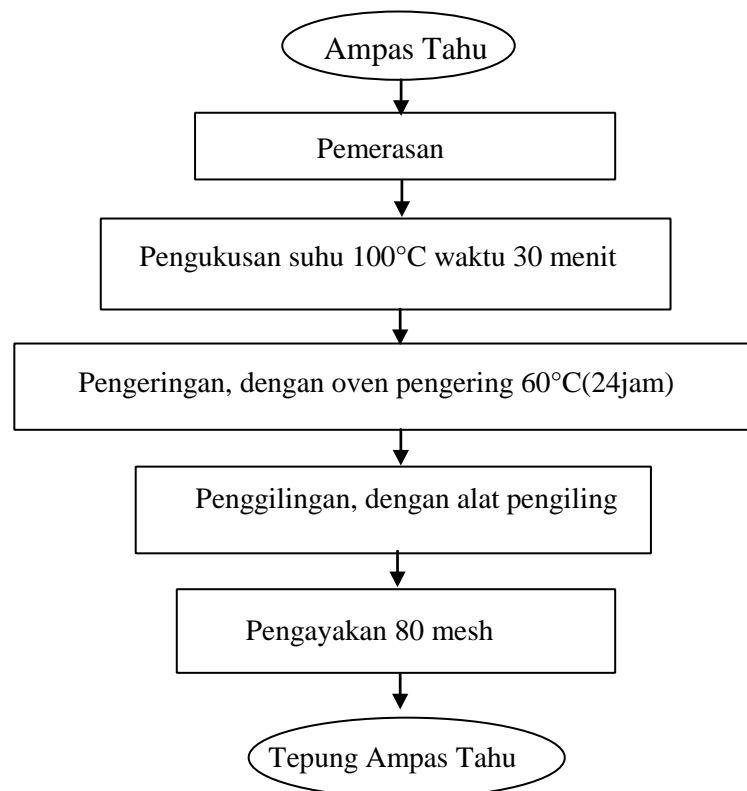 Ampas Tahu
Pemerasan
Pengukusan suhu 100°C waktu 30 menit
Pengeringan, dengan oven pengering 60°C(24jam)
Penggilingan, dengan alat pengiling
Pengayakan 80 mesh
Tepung Ampas Tahu